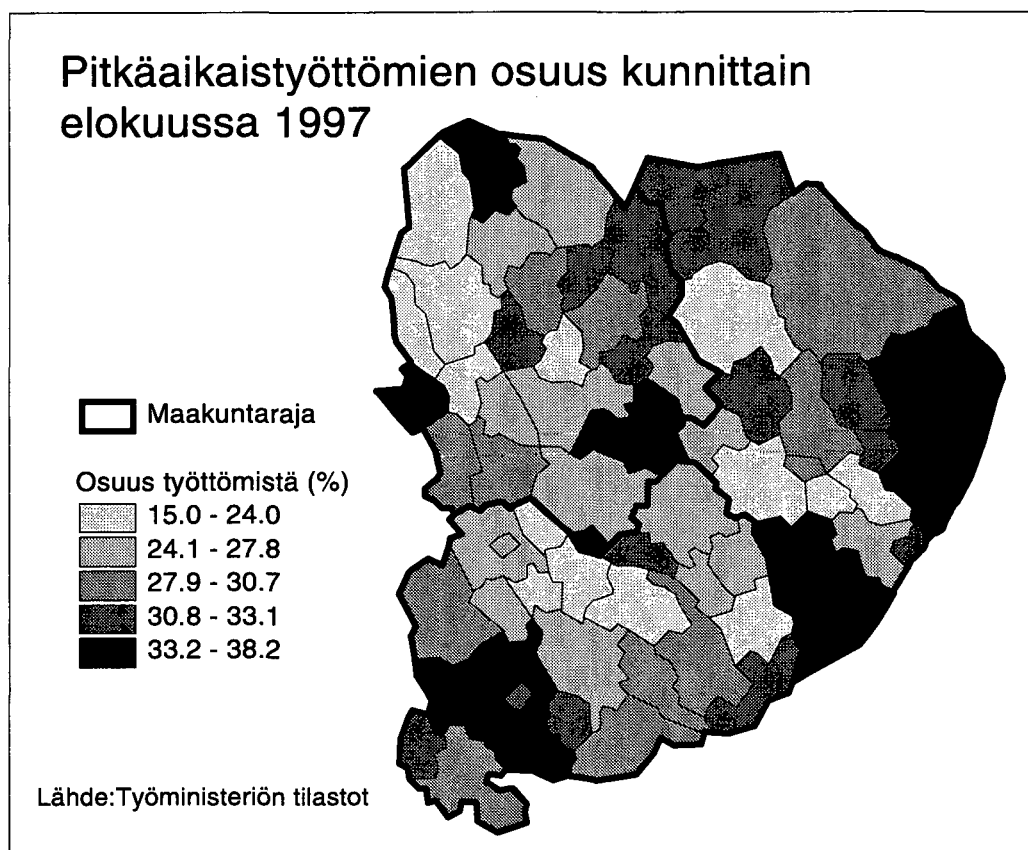 Pitkäaikaistyöttömien osuus kunnittain
elokuussa 1997
Maakuntaraja
Osuus työttömistä (%)
15.0 - 24.0
24.1 - 27.8
27.9 - 30.7
30.8 - 33.1
33.2 - 38.2
Lähde:Työministeriön tilastot